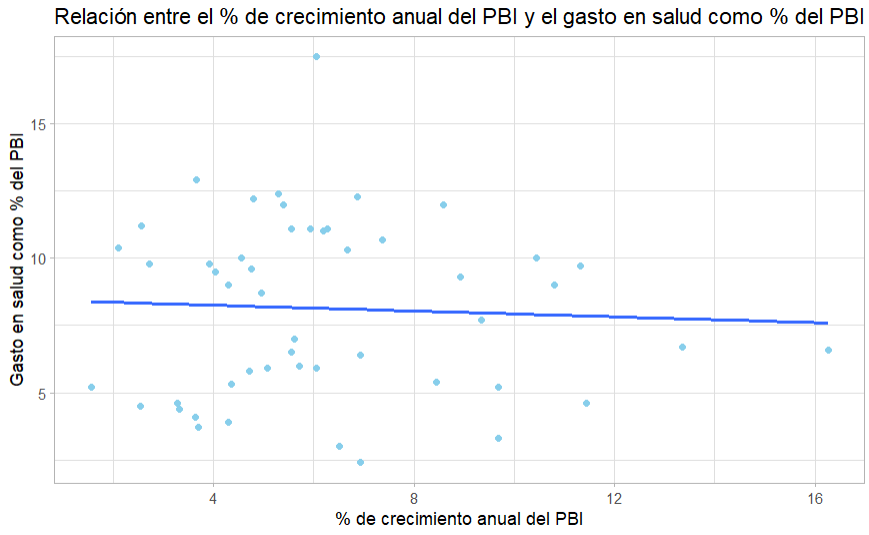 Relación entre el % de crecimiento anual del PBI y el gasto en salud como % del PBI
Gasto en salud como % del PBI
15
10
5
4
8
12
16
% de crecimiento anual del PBI